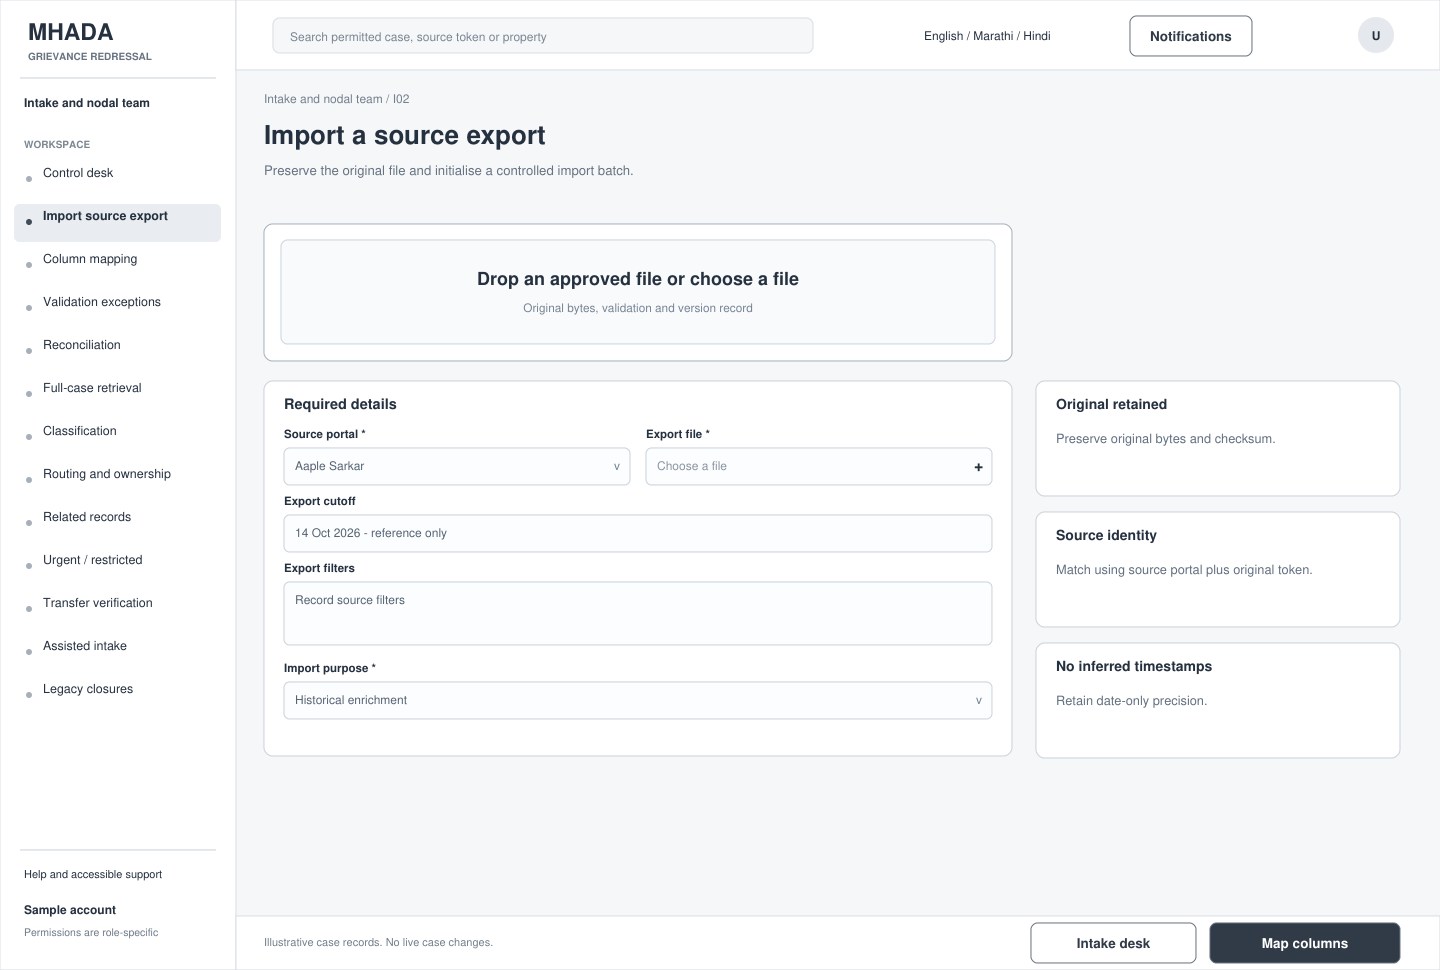 MHADA
GRIEVANCE REDRESSAL
Intake and nodal team
WORKSPACE
Control desk
Import source export
Column mapping
Validation exceptions
Reconciliation
Full-case retrieval
Classification
Routing and ownership
Related records
Urgent / restricted
Transfer verification
Assisted intake
Legacy closures
Help and accessible support
Sample account
Permissions are role-specific
Search permitted case, source token or property
English / Marathi / Hindi
Notifications
U
Intake and nodal team / I02
Import a source export
Preserve the original file and initialise a controlled import batch.
Drop an approved file or choose a file
Original bytes, validation and version record
Required details
Source portal *
Export file *
Aaple Sarkar v
Choose a file +
Export cutoff
14 Oct 2026 - reference only
Export filters
Record source filters
Import purpose *
Historical enrichment v
Original retained
Preserve original bytes and checksum.
Source identity
Match using source portal plus original token.
No inferred timestamps
Retain date-only precision.
Illustrative case records. No live case changes.
Intake desk
Map columns